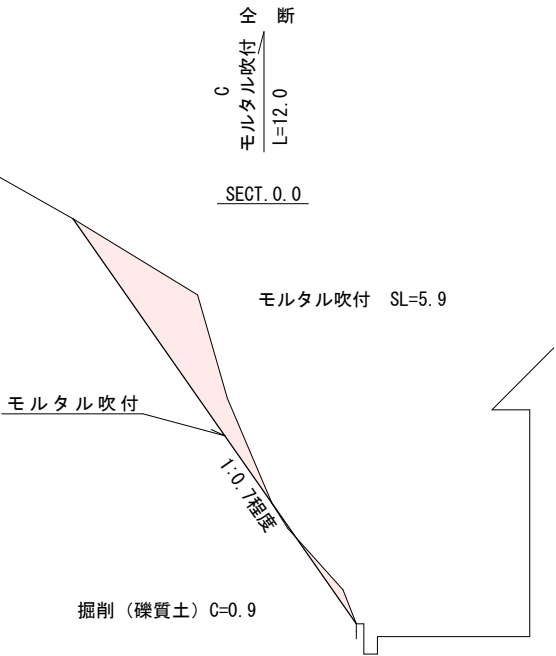 仝 断
C
モルタル吹付
L=12.0
SECT.0.0
モルタル吹付 SL=5.9
モルタル吹付
1:0.7程度
掘削（礫質土）C=0.9